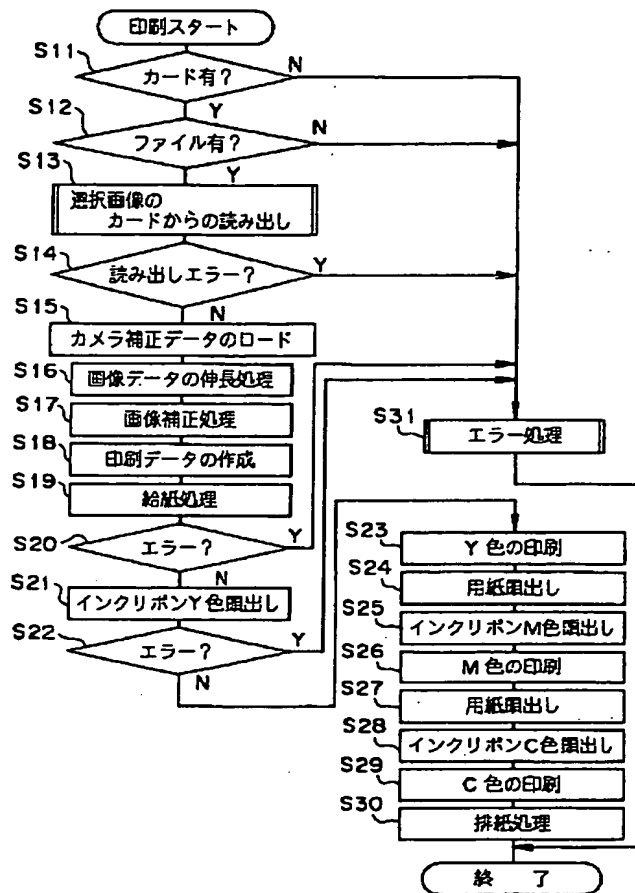 印刷スタート
S11
カード有?
N
Y
S12
ファイル有?
N
Y
S13
選択画像の
カードからの読み出し
S14
読み出しエラー?
Y
N
S15
カメラ補正データのロード
S16
画像データの伸長処理
S17
画像補正処理
S18
印刷データの作成
S19
給紙処理
S20
エラー?
Y
N
S21
インクリボンY色頭出し
S22
エラー?
Y
N
S31
エラー処理
S23
Y色の印刷
S24
用紙頭出し
S25
インクリボンM色頭出し
S26
M色の印刷
S27
用紙頭出し
S28
インクリボンC色頭出し
S29
C色の印刷
S30
排紙処理
終 了